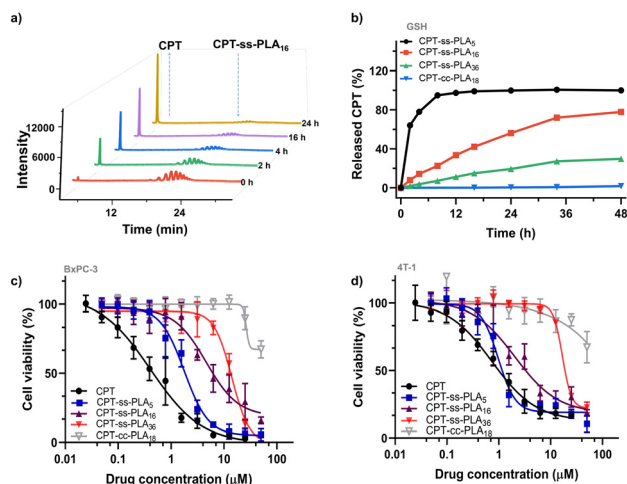 a)
CPT
CPT-ss-PLA16
Intensity
12000
6000
0
24 h
16 h
4 h
2 h
0 h
12
24
Time (min)
b)
GSH
CPT-ss-PLA5
CPT-ss-PLA16
CPT-ss-PLA36
CPT-cc-PLA18
Released CPT (%)
120
80
40
0
0 12 24 36 48
Time (h)
c)
BxPC-3
Cell viability (%)
100
50
0
CPT
CPT-ss-PLA5
CPT-ss-PLA16
CPT-ss-PLA36
CPT-cc-PLA18
0.01 0.1 1 10 100
Drug concentration (μM)
d)
4T-1
Cell viability (%)
100
50
0
CPT
CPT-ss-PLA5
CPT-ss-PLA16
CPT-ss-PLA36
CPT-cc-PLA18
0.01 0.1 1 10 100
Drug concentration (μM)